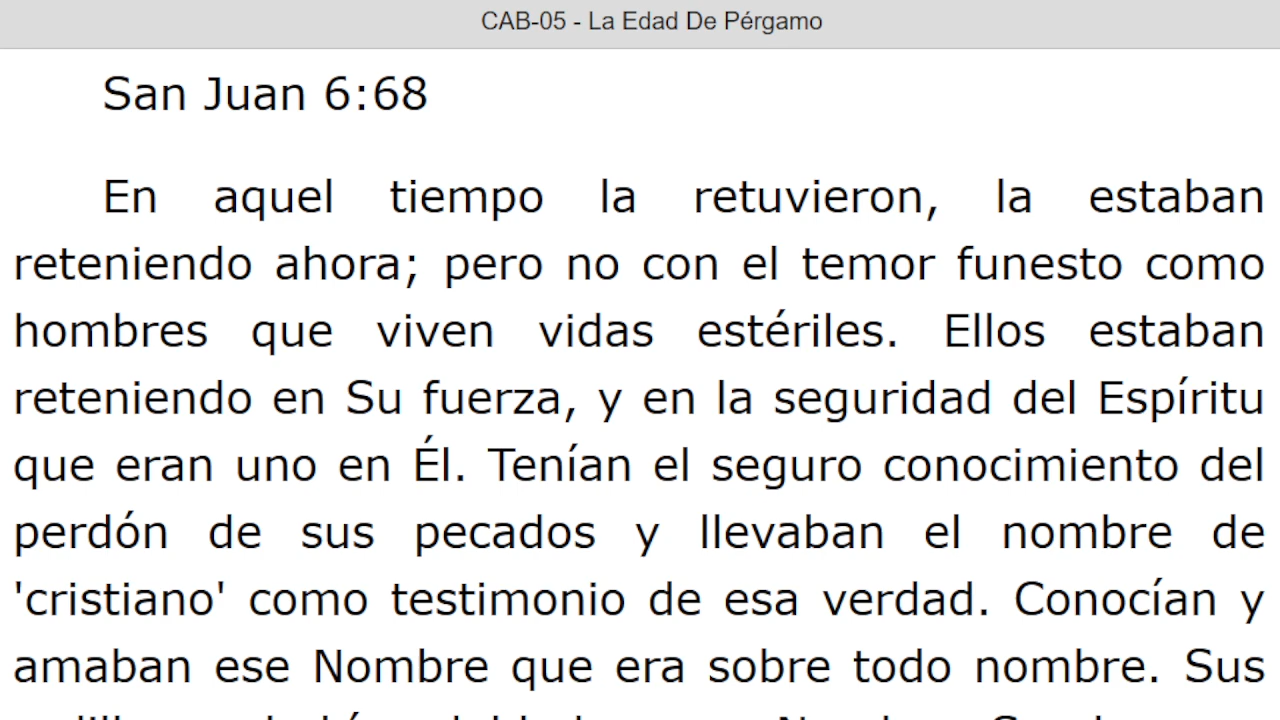 CAB-05 - La Edad De Pérgamo
San Juan 6:68
En aquel tiempo la retuvieron, la estaban
reteniendo ahora; pero no con el temor funesto como
hombres que viven vidas estériles. Ellos estaban
reteniendo en Su fuerza, y en la seguridad del Espíritu
que eran uno en Él. Tenían el seguro conocimiento del
perdón de sus pecados y llevaban el nombre de
'cristiano' como testimonio de esa verdad. Conocían y
amaban ese Nombre que era sobre todo nombre. Sus